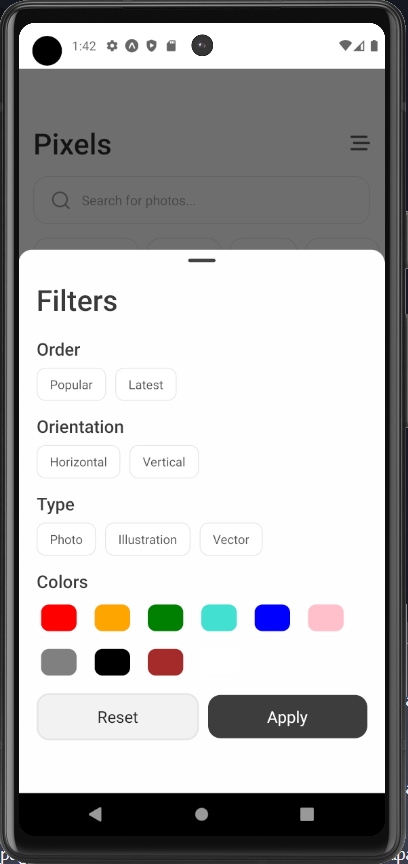 1:42
Pixels
Search for photos...
Filters
Order
Popular Latest
Orientation
Horizontal Vertical
Type
Photo Illustration Vector
Colors
Reset Apply